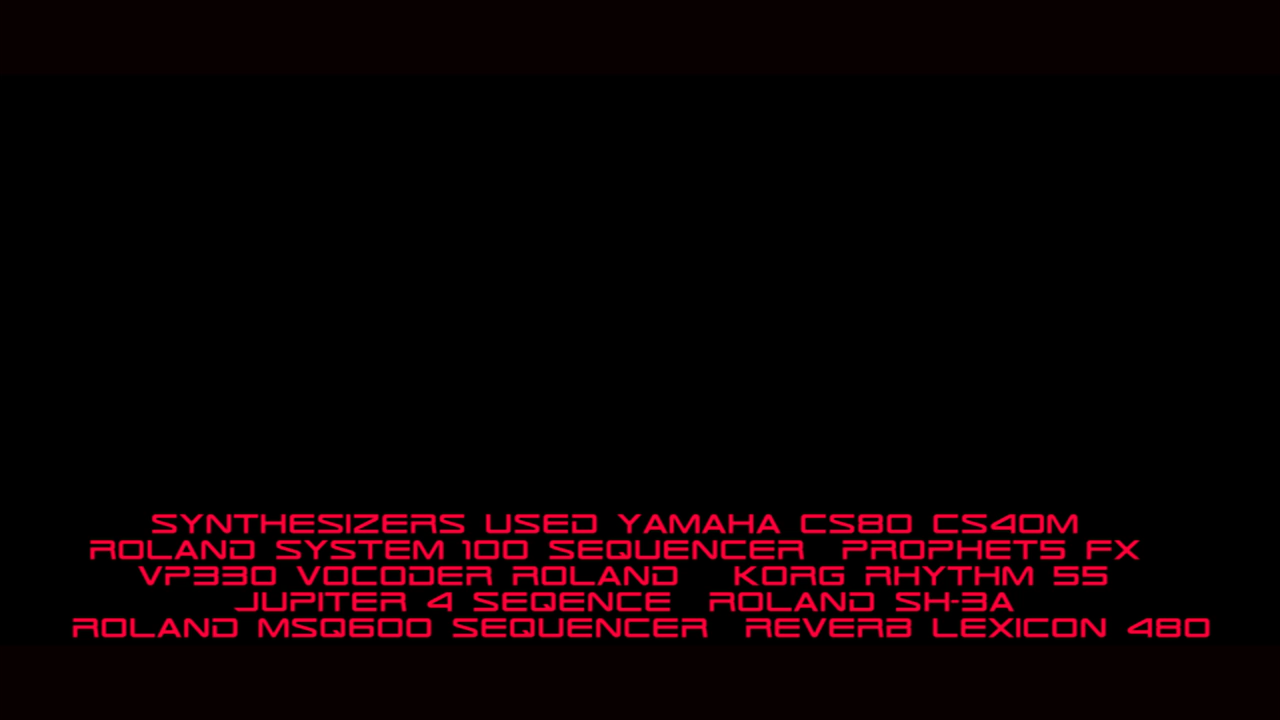 SYNTHESIZERS USED YAMAHA CS80 CS40M
ROLAND SYSTEM 100 SEQUENCER PROPHET5 FX
VP330 VOCODER ROLAND KORG RHYTHM 55
JUPITER 4 SEQENCE ROLAND SH-3A
ROLAND MSQ600 SEQUENCER REVERB LEXICON 480